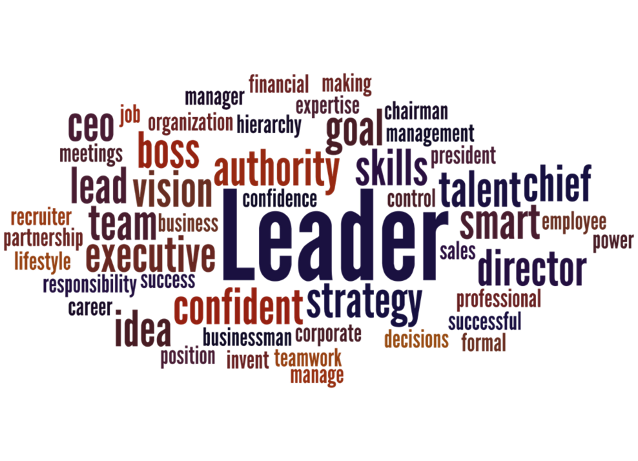 financial making
manager expertise
ceo job organization hierarchy goal chairman
management
meetings boss authority skills president
lead vision confidence control talent chief
recruiter team business Leader smart employee
partnership power
lifestyle executive sales director
responsibility success
career confident strategy professional
idea businessman corporate decisions successful
position invent teamwork formal
manage